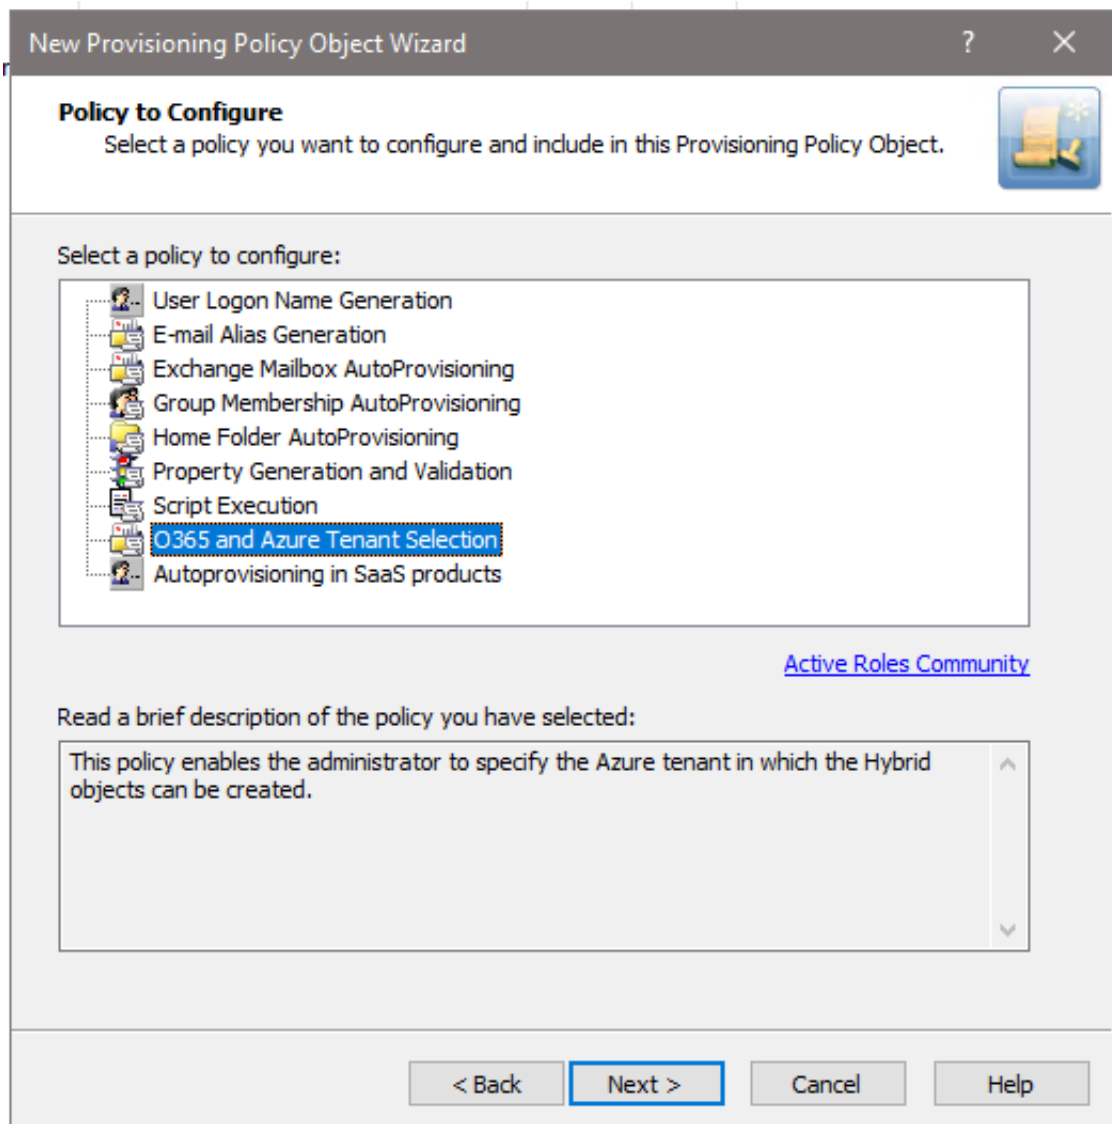 New Provisioning Policy Object Wizard
?
Policy to Configure
Select a policy you want to configure and include in this Provisioning Policy Object.
Select a policy to configure:
User Logon Name Generation
E-mail Alias Generation
Exchange Mailbox AutoProvisioning
Group Membership AutoProvisioning
Home Folder AutoProvisioning
Property Generation and Validation
Script Execution
O365 and Azure Tenant Selection
Autoprovisioning in SaaS products
Active Roles Community
Read a brief description of the policy you have selected:
This policy enables the administrator to specify the Azure tenant in which the Hybrid
objects can be created.
< Back Next > Cancel Help